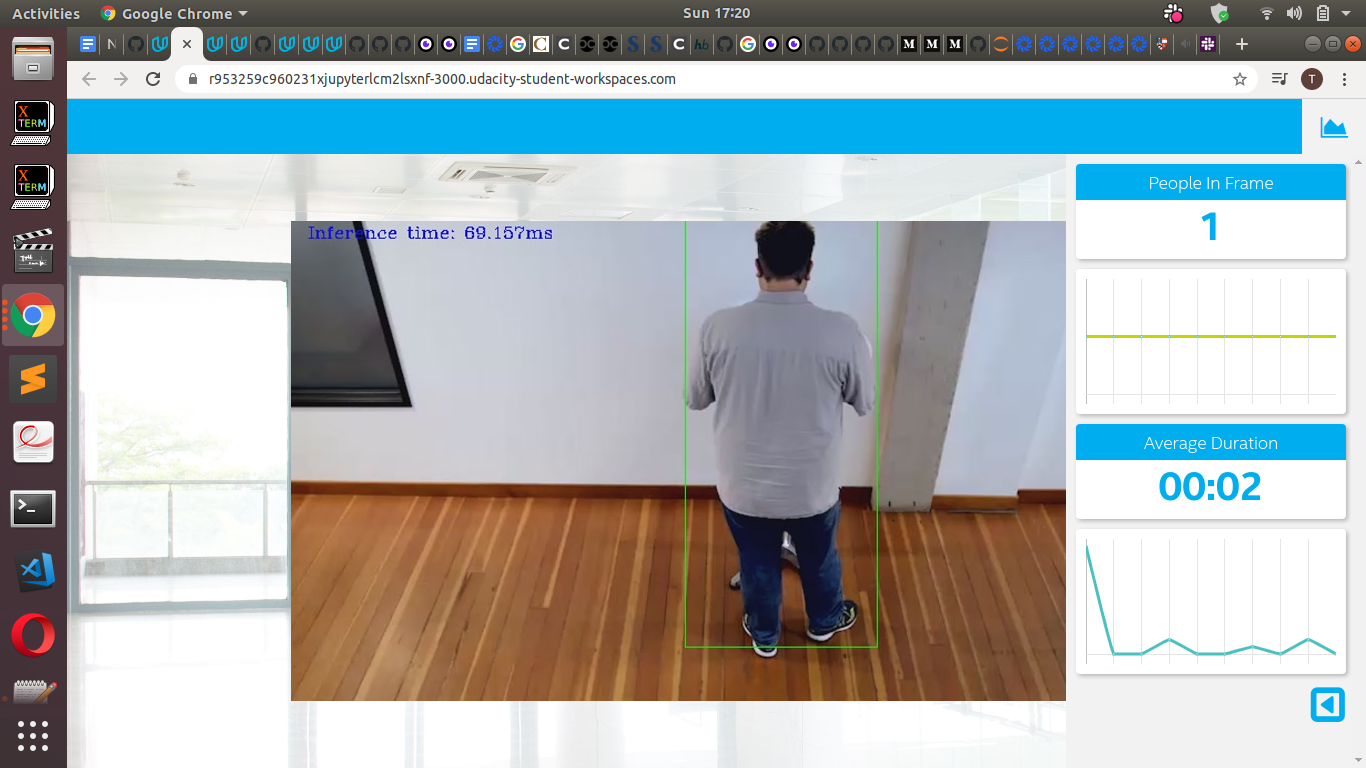 Activities
Google Chrome
Sun 17:20
X
TERM
X
TERM
r953259c960231xjupyterlcm2lsxnf-3000.udacity-student-workspaces.com
T
People In Frame
1
Inference time: 69.157ms
Average Duration
00:02